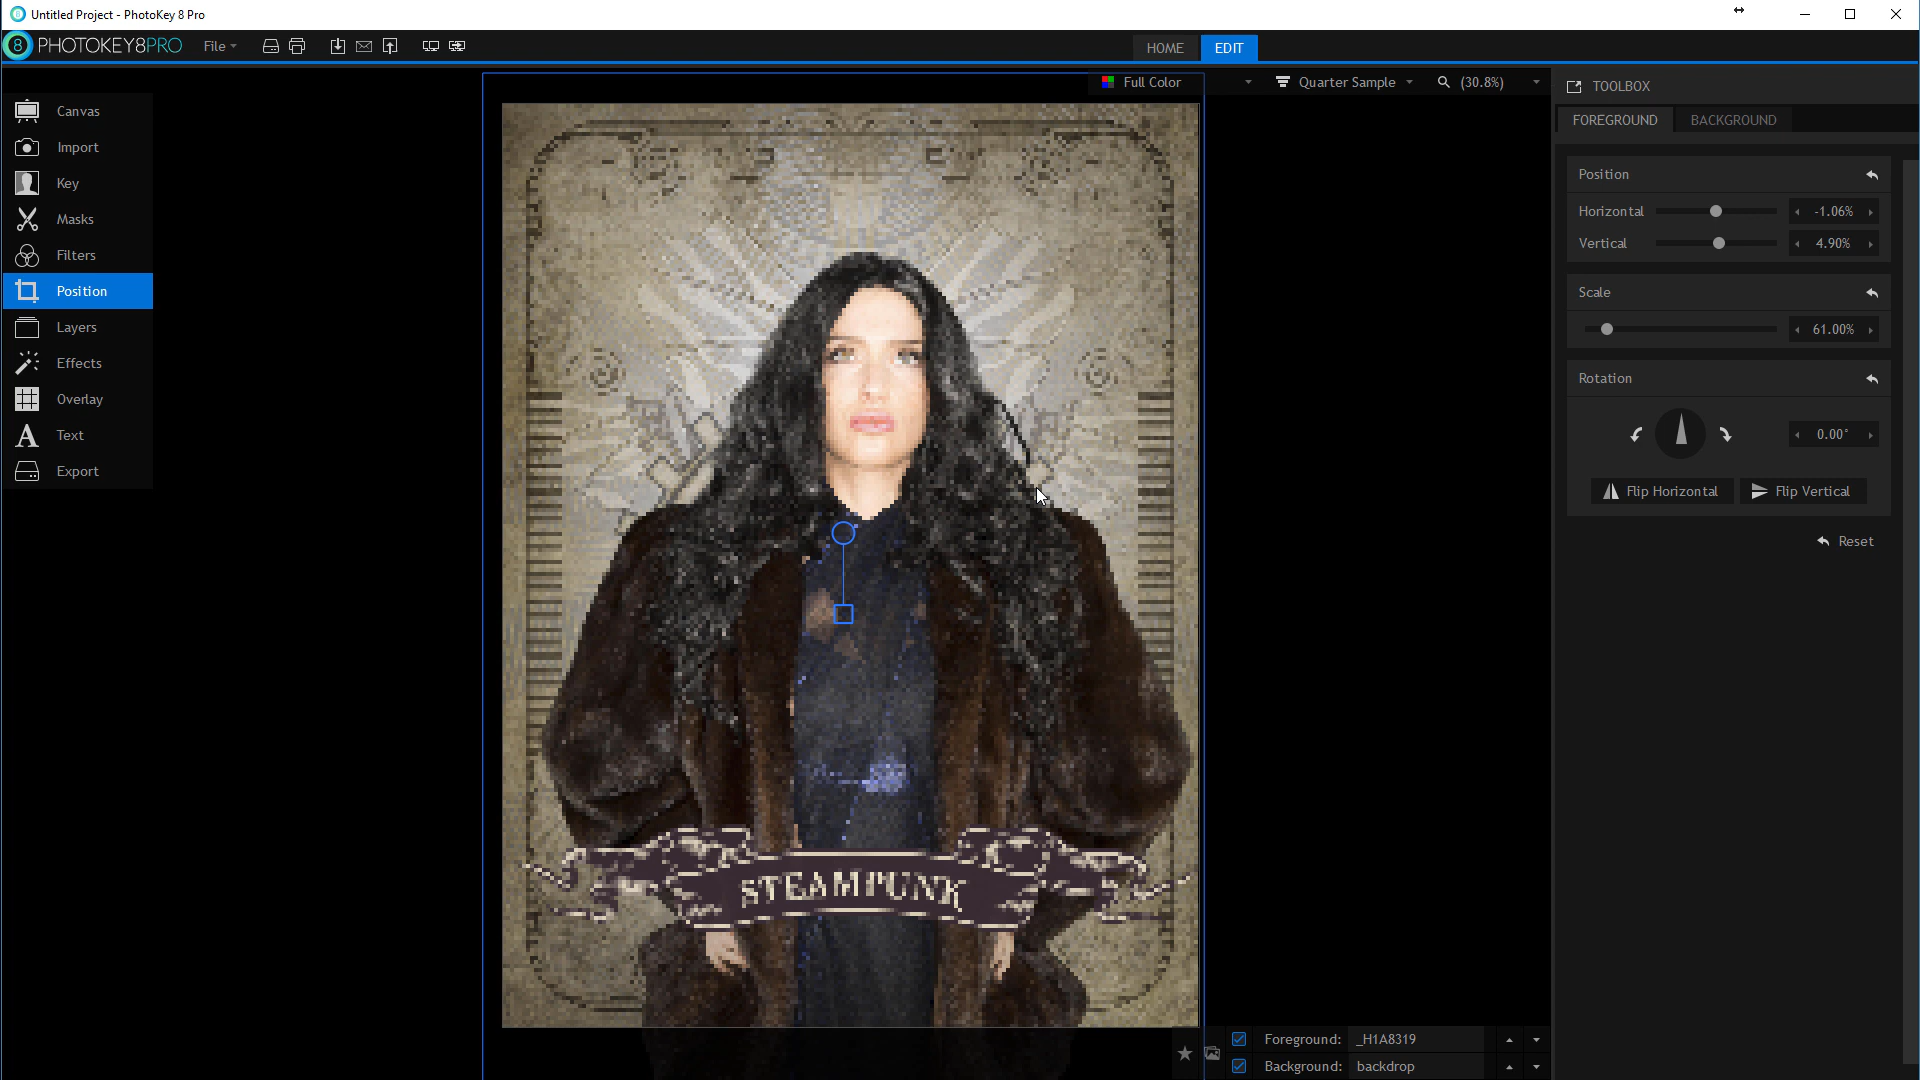 Untitled Project - PhotoKey 8 Pro
8 PHOTOKEY8PRO File HOME EDIT
Full Color Quarter Sample (30.8%)
Canvas
Import
Key
Masks
Filters
Position
Layers
Effects
Overlay
Text
Export
STEAMPUNK
TOOLBOX
FOREGROUND BACKGROUND
Position
Horizontal -1.06%
Vertical 4.90%
Scale
61.00%
Rotation
0.00°
Flip Horizontal Flip Vertical
Reset
Foreground: _H1A8319
Background: backdrop